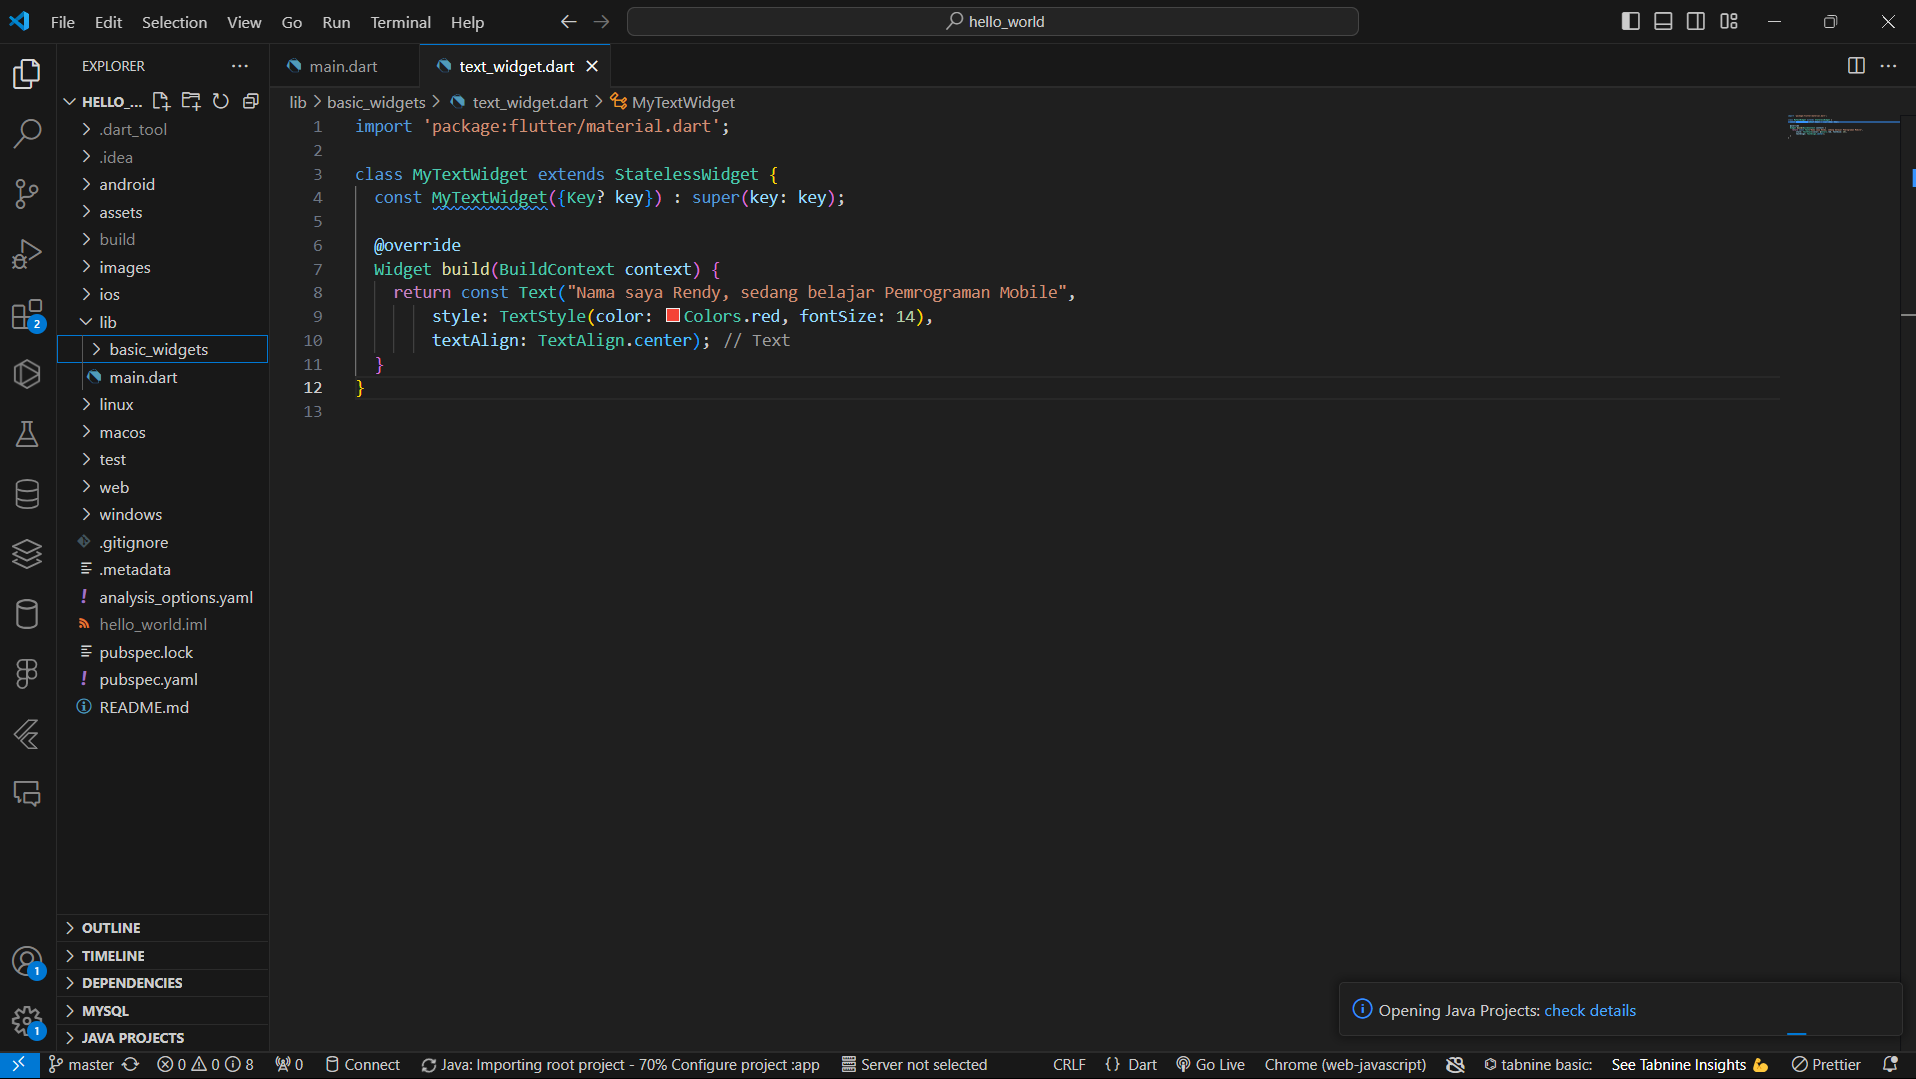 File Edit Selection View Go Run Terminal Help
hello_world
EXPLORER
HELLO_...
.dart_tool
.idea
android
assets
build
images
ios
lib
basic_widgets
main.dart
linux
macos
test
web
windows
.gitignore
.metadata
analysis_options.yaml
hello_world.iml
pubspec.lock
pubspec.yaml
README.md
OUTLINE
TIMELINE
DEPENDENCIES
MYSQL
JAVA PROJECTS
2
1
1
main.dart text_widget.dart
lib > basic_widgets > text_widget.dart > MyTextWidget
1 import 'package:flutter/material.dart';
2
3 class MyTextWidget extends StatelessWidget {
4 const MyTextWidget({Key? key}) : super(key: key);
5
6 @override
7 Widget build(BuildContext context) {
8 return const Text("Nama saya Rendy, sedang belajar Pemrograman Mobile",
9 style: TextStyle(color: Colors.red, fontSize: 14),
10 textAlign: TextAlign.center); // Text
11 }
12 }
13
Opening Java Projects: check details
master 0 0 8 0 Connect Java: Importing root project - 70% Configure project :app Server not selected CRLF {} Dart Go Live Chrome (web-javascript) tabnine basic: See Tabnine Insights 💪 Prettier